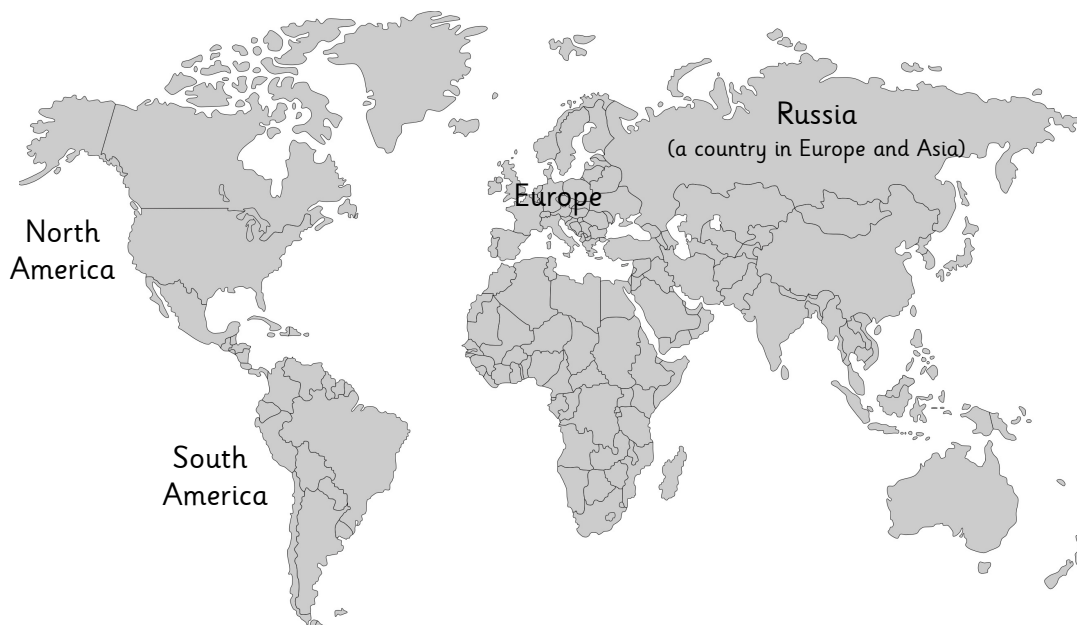 Russia
(a country in Europe and Asia)
Europe
North
America
South
America